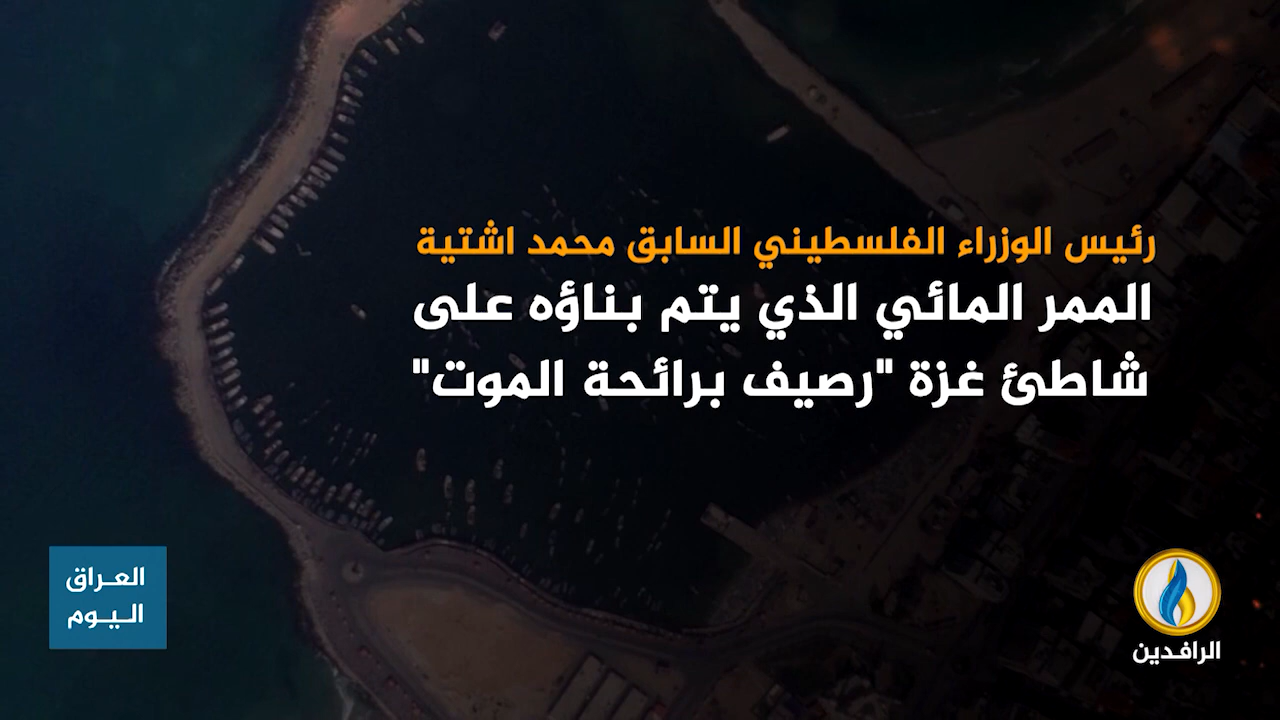 رئيس الوزراء الفلسطيني السابق محمد اشتية
الممر المائي الذي يتم بناؤه على
شاطئ غزة "رصيف برائحة الموت"
العراق
اليوم
الرافدين